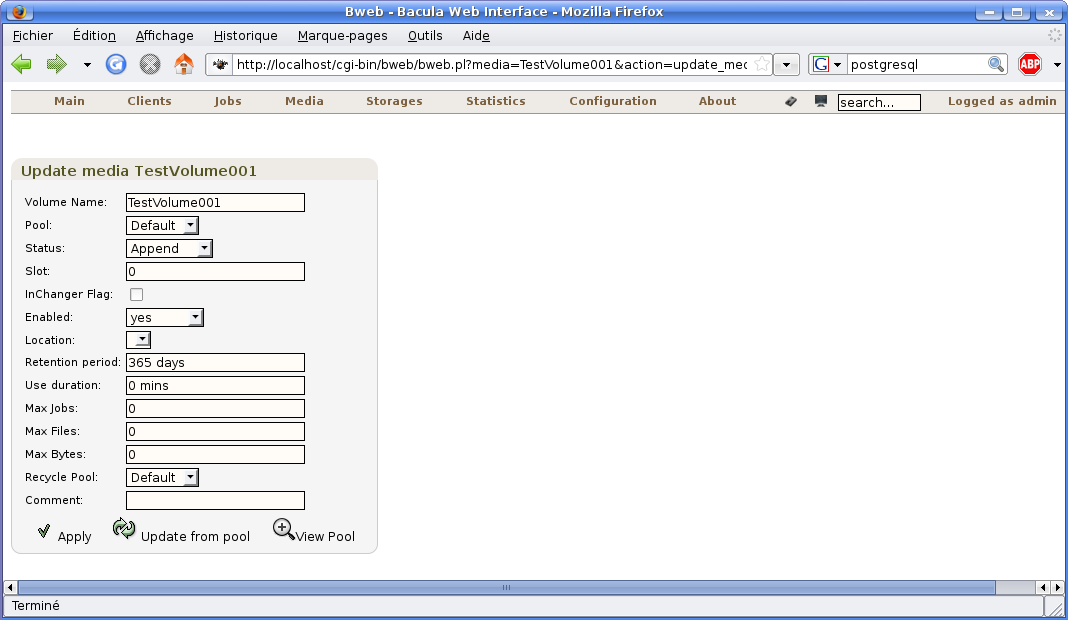 Bweb - Bacula Web Interface - Mozilla Firefox
Fichier Édition Affichage Historique Marque-pages Outils Aide
http://localhost/cgi-bin/bweb/bweb.pl?media=TestVolume001&action=update_med G postgresql ABP
Main Clients Jobs Media Storages Statistics Configuration About search... Logged as admin
Update media TestVolume001
Volume Name: TestVolume001
Pool: Default
Status: Append
Slot: 0
InChanger Flag:
Enabled: yes
Location:
Retention period: 365 days
Use duration: 0 mins
Max Jobs: 0
Max Files: 0
Max Bytes: 0
Recycle Pool: Default
Comment:
Apply Update from pool View Pool
Terminé